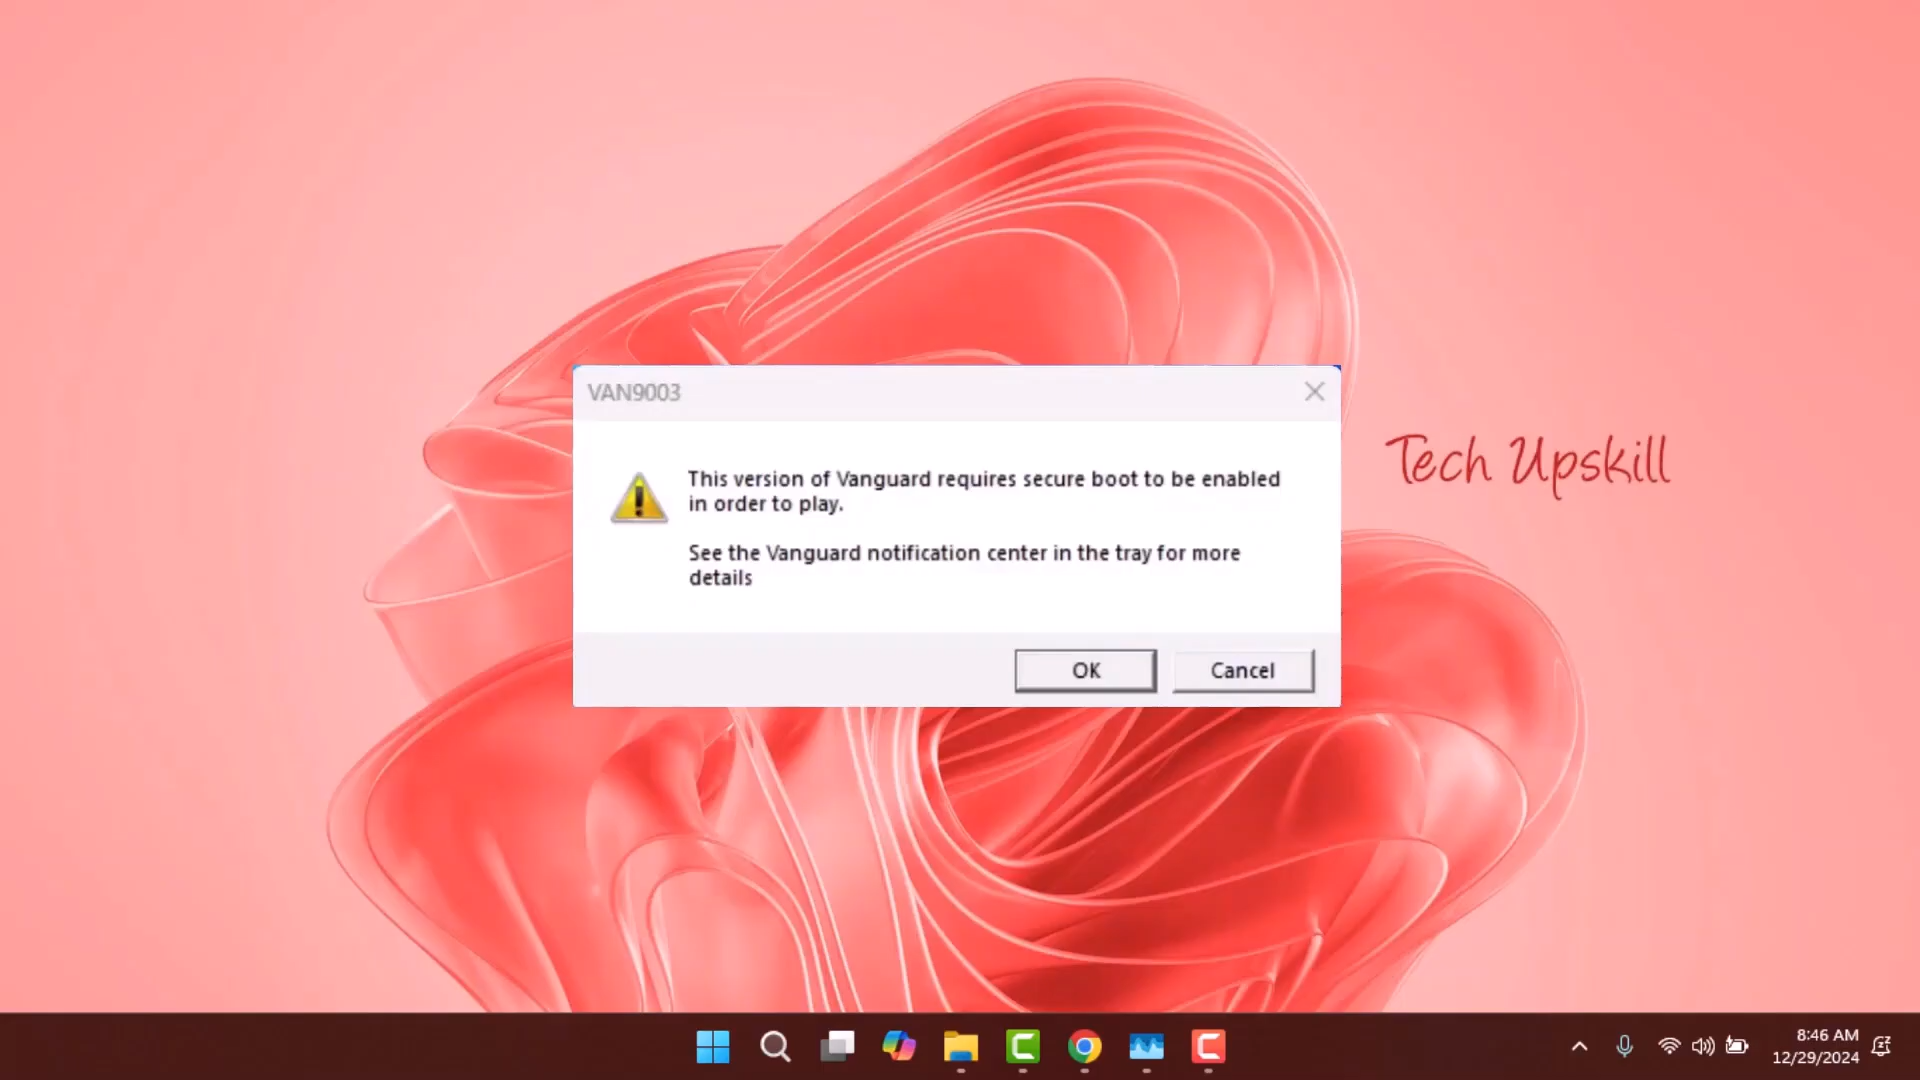 VAN9003
This version of Vanguard requires secure boot to be enabled
in order to play.
See the Vanguard notification center in the tray for more
details
OK
Cancel
Tech Upskill
8:46 AM
12/29/2024